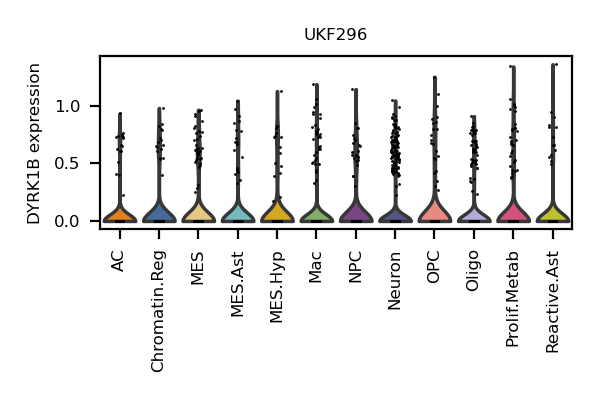 UKF296
DYRK1B expression
1.0
0.5
0.0
AC
Chromatin.Reg
MES
MES.Ast
MES.Hyp
Mac
NPC
Neuron
OPC
Oligo
Prolif.Metab
Reactive.Ast